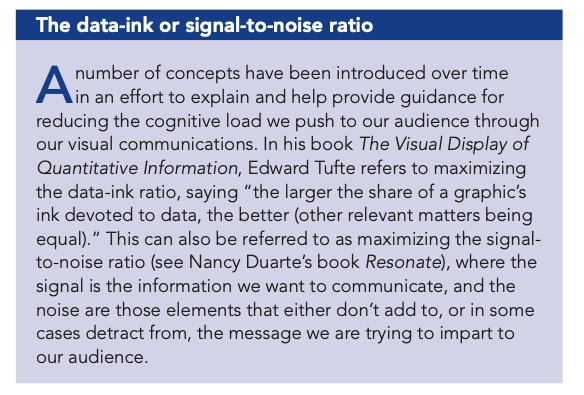 The data-ink or signal-to-noise ratio
A number of concepts have been introduced over time
in an effort to explain and help provide guidance for
reducing the cognitive load we push to our audience through
our visual communications. In his book The Visual Display of
Quantitative Information, Edward Tufte refers to maximizing
the data-ink ratio, saying “the larger the share of a graphic’s
ink devoted to data, the better (other relevant matters being
equal).” This can also be referred to as maximizing the signal-
to-noise ratio (see Nancy Duarte’s book Resonate), where the
signal is the information we want to communicate, and the
noise are those elements that either don’t add to, or in some
cases detract from, the message we are trying to impart to
our audience.